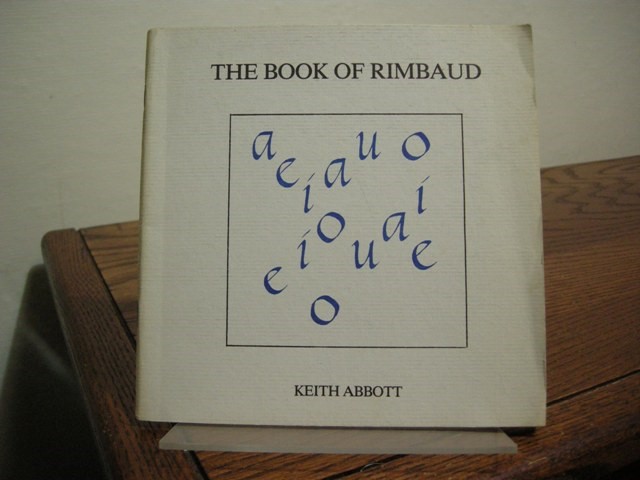 THE BOOK OF RIMBAUD
a u o
e a
i i
o a
i u e
e
o
KEITH ABBOTT